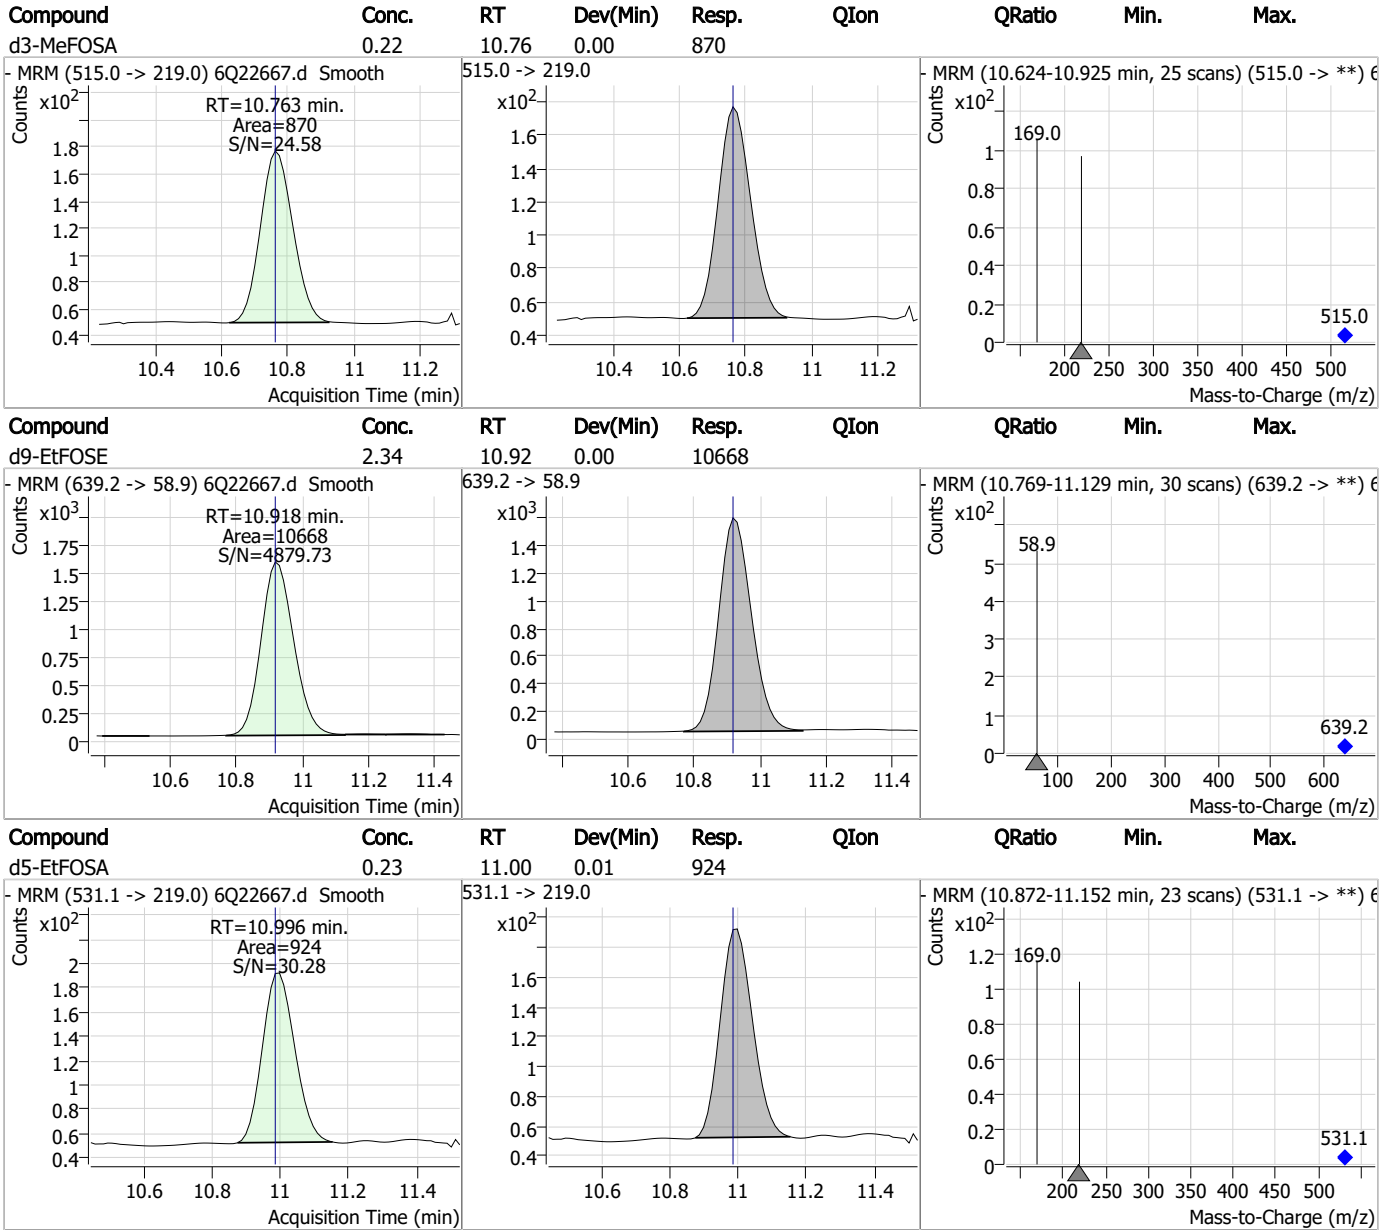 Compound Conc. RT Dev(Min) Resp. QIon QRatio Min. Max.
d3-MeFOSA 0.22 10.76 0.00 870
- MRM (515.0 -> 219.0) 6Q22667.d Smooth
Counts
x10²
RT=10.763 min.
Area=870
S/N=24.58
1.8
1.6
1.4
1.2
1
0.8
0.6
0.4
10.4 10.6 10.8 11 11.2
Acquisition Time (min)
515.0 -> 219.0
x10²
1.6
1.4
1.2
1
0.8
0.6
0.4
10.4 10.6 10.8 11 11.2
- MRM (10.624-10.925 min, 25 scans) (515.0 -> **) 6
Counts
x10²
169.0
1
0.8
0.6
0.4
0.2
0
515.0
200 250 300 350 400 450 500
Mass-to-Charge (m/z)
Compound Conc. RT Dev(Min) Resp. QIon QRatio Min. Max.
d9-EtFOSE 2.34 10.92 0.00 10668
- MRM (639.2 -> 58.9) 6Q22667.d Smooth
Counts
x10³
RT=10.918 min.
Area=10668
S/N=4879.73
1.75
1.5
1.25
1
0.75
0.5
0.25
0
10.6 10.8 11 11.2 11.4
Acquisition Time (min)
639.2 -> 58.9
x10³
1.4
1.2
1
0.8
0.6
0.4
0.2
0
10.6 10.8 11 11.2 11.4
- MRM (10.769-11.129 min, 30 scans) (639.2 -> **) 6
Counts
x10²
58.9
5
4
3
2
1
0
639.2
100 200 300 400 500 600
Mass-to-Charge (m/z)
Compound Conc. RT Dev(Min) Resp. QIon QRatio Min. Max.
d5-EtFOSA 0.23 11.00 0.01 924
- MRM (531.1 -> 219.0) 6Q22667.d Smooth
Counts
x10²
RT=10.996 min.
Area=924
S/N=30.28
2
1.8
1.6
1.4
1.2
1
0.8
0.6
0.4
10.6 10.8 11 11.2 11.4
Acquisition Time (min)
531.1 -> 219.0
x10²
1.6
1.4
1.2
1
0.8
0.6
0.4
10.6 10.8 11 11.2 11.4
- MRM (10.872-11.152 min, 23 scans) (531.1 -> **) 6
Counts
x10²
169.0
1.2
1
0.8
0.6
0.4
0.2
0
531.1
200 250 300 350 400 450 500
Mass-to-Charge (m/z)